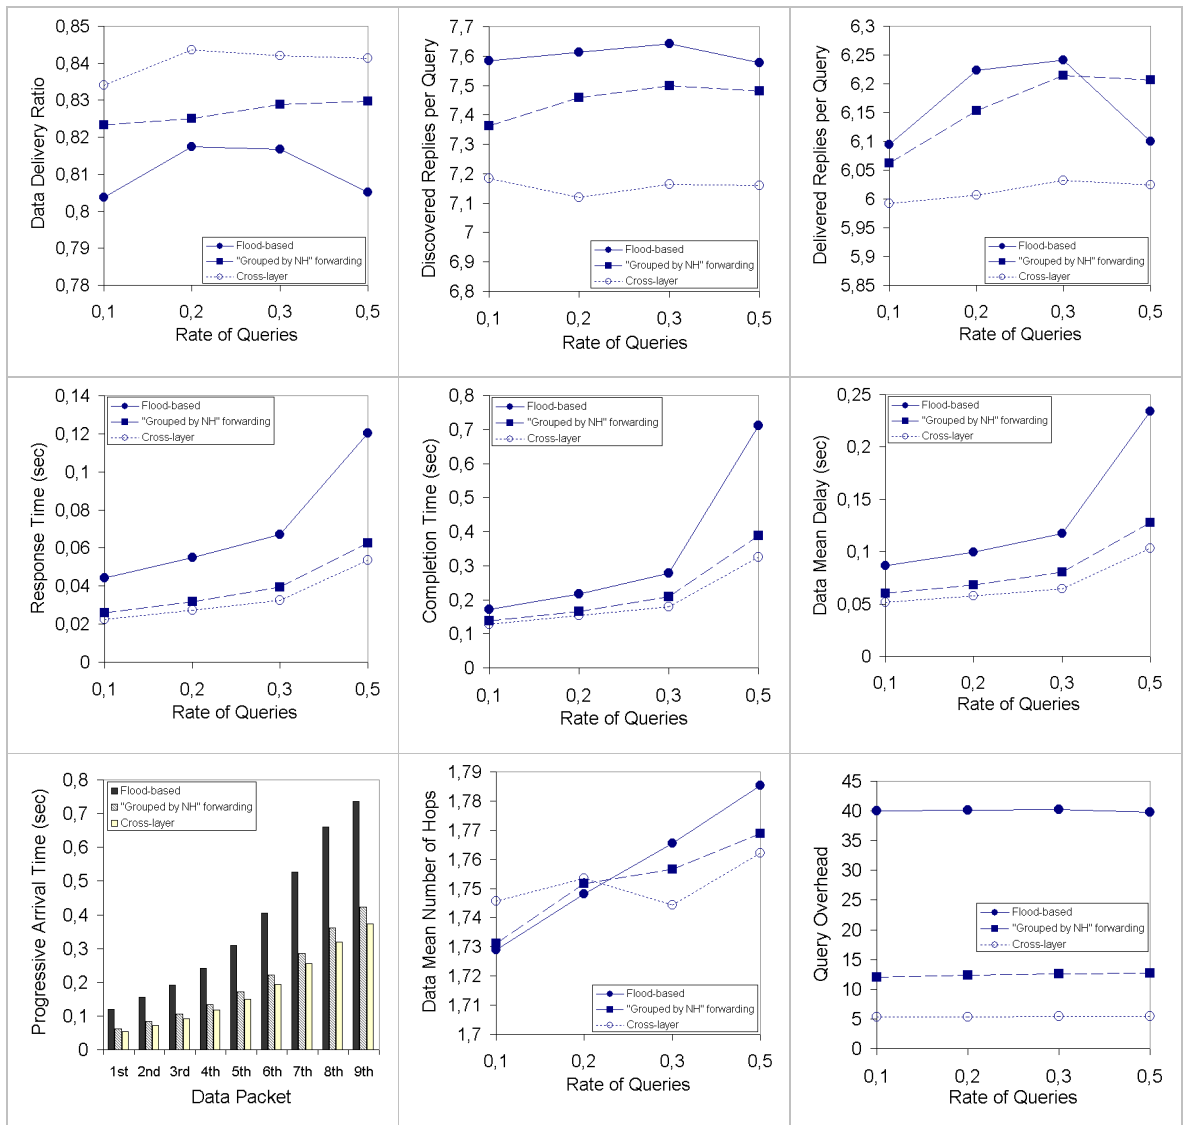 0,85
0,84
0,83
0,82
0,81
0,8
0,79
0,78
Data Delivery Ratio
Flood-based
"Grouped by NH" forwarding
Cross-layer
0,1 0,2 0,3 0,5
Rate of Queries
7,7
7,6
7,5
7,4
7,3
7,2
7,1
7
6,9
6,8
Discovered Replies per Query
Flood-based
"Grouped by NH" forwarding
Cross-layer
0,1 0,2 0,3 0,5
Rate of Queries
6,3
6,25
6,2
6,15
6,1
6,05
6
5,95
5,9
5,85
Delivered Replies per Query
Flood-based
"Grouped by NH" forwarding
Cross-layer
0,1 0,2 0,3 0,5
Rate of Queries
0,14
0,12
0,1
0,08
0,06
0,04
0,02
0
Response Time (sec)
Flood-based
"Grouped by NH" forwarding
Cross-layer
0,1 0,2 0,3 0,5
Rate of Queries
0,8
0,7
0,6
0,5
0,4
0,3
0,2
0,1
0
Completion Time (sec)
Flood-based
"Grouped by NH" forwarding
Cross-layer
0,1 0,2 0,3 0,5
Rate of Queries
0,25
0,2
0,15
0,1
0,05
0
Data Mean Delay (sec)
Flood-based
"Grouped by NH" forwarding
Cross-layer
0,1 0,2 0,3 0,5
Rate of Queries
0,8
0,7
0,6
0,5
0,4
0,3
0,2
0,1
0
Progressive Arrival Time (sec)
Flood-based
"Grouped by NH" forwarding
Cross-layer
1st 2nd 3rd 4th 5th 6th 7th 8th 9th
Data Packet
1,79
1,78
1,77
1,76
1,75
1,74
1,73
1,72
1,71
1,7
Data Mean Number of Hops
Flood-based
"Grouped by NH" forwarding
Cross-layer
0,1 0,2 0,3 0,5
Rate of Queries
45
40
35
30
25
20
15
10
5
0
Query Overhead
Flood-based
"Grouped by NH" forwarding
Cross-layer
0,1 0,2 0,3 0,5
Rate of Queries